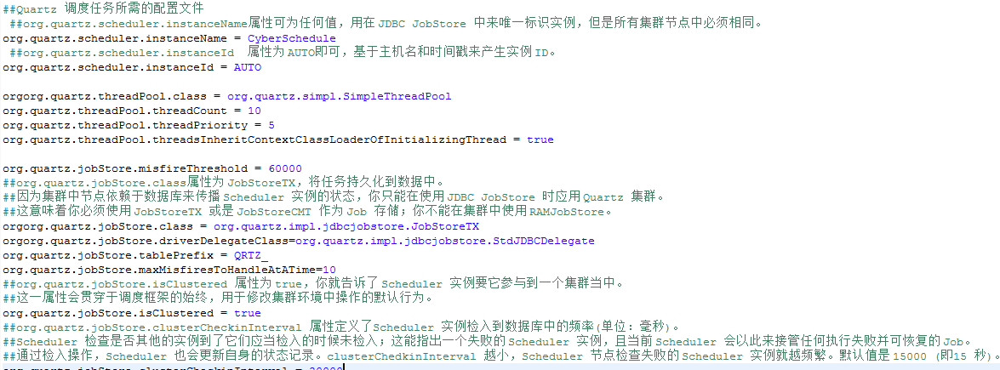 ##Quartz 调度任务所需的配置文件
##org.quartz.scheduler.instanceName属性可为任何值，用在 JDBC JobStore 中来唯一标识实例，但是所有集群节点中必须相同。
org.quartz.scheduler.instanceName = CyberSchedule
##org.quartz.scheduler.instanceId 属性为 AUTO即可，基于主机名和时间戳来产生实例 ID。
org.quartz.scheduler.instanceId = AUTO
orgorg.quartz.threadPool.class = org.quartz.simpl.SimpleThreadPool
org.quartz.threadPool.threadCount = 10
org.quartz.threadPool.threadPriority = 5
org.quartz.threadPool.threadsInheritContextClassLoaderOfInitializingThread = true
org.quartz.jobStore.misfireThreshold = 60000
##org.quartz.jobStore.class属性为 JobStoreTX，将任务持久化到数据中。
##因为集群中节点依赖于数据库来传播 Scheduler 实例的状态，你只能在使用 JDBC JobStore 时应用 Quartz 集群。
##这意味着你必须使用 JobStoreTX 或是 JobStoreCMT 作为 Job 存储；你不能在集群中使用 RAMJobStore。
orgorg.quartz.jobStore.class = org.quartz.impl.jdbcjobstore.JobStoreTX
orgorg.quartz.jobStore.driverDelegateClass=org.quartz.impl.jdbcjobstore.StdJDBCDelegate
org.quartz.jobStore.tablePrefix = QRTZ_
org.quartz.jobStore.maxMisfiresToHandleAtATime=10
##org.quartz.jobStore.isClustered 属性为 true，你就告诉了 Scheduler 实例要它参与到一个集群当中。
##这一属性会贯穿于调度框架的始终，用于修改集群环境中操作的默认行为。
org.quartz.jobStore.isClustered = true
##org.quartz.jobStore.clusterCheckinInterval 属性定义了Scheduler 实例检入到数据库中的频率(单位：毫秒)。
##Scheduler 检查是否其他的实例到了它们应当检入的时候未检入；这能指出一个失败的 Scheduler 实例，且当前 Scheduler 会以此来接管任何执行失败并可恢复的 Job。
##通过检入操作，Scheduler 也会更新自身的状态记录。clusterChedkinInterval 越小，Scheduler 节点检查失败的 Scheduler 实例就越频繁。默认值是 15000 (即15 秒)。
org.quartz.jobStore.clusterCheckinInterval = 20000